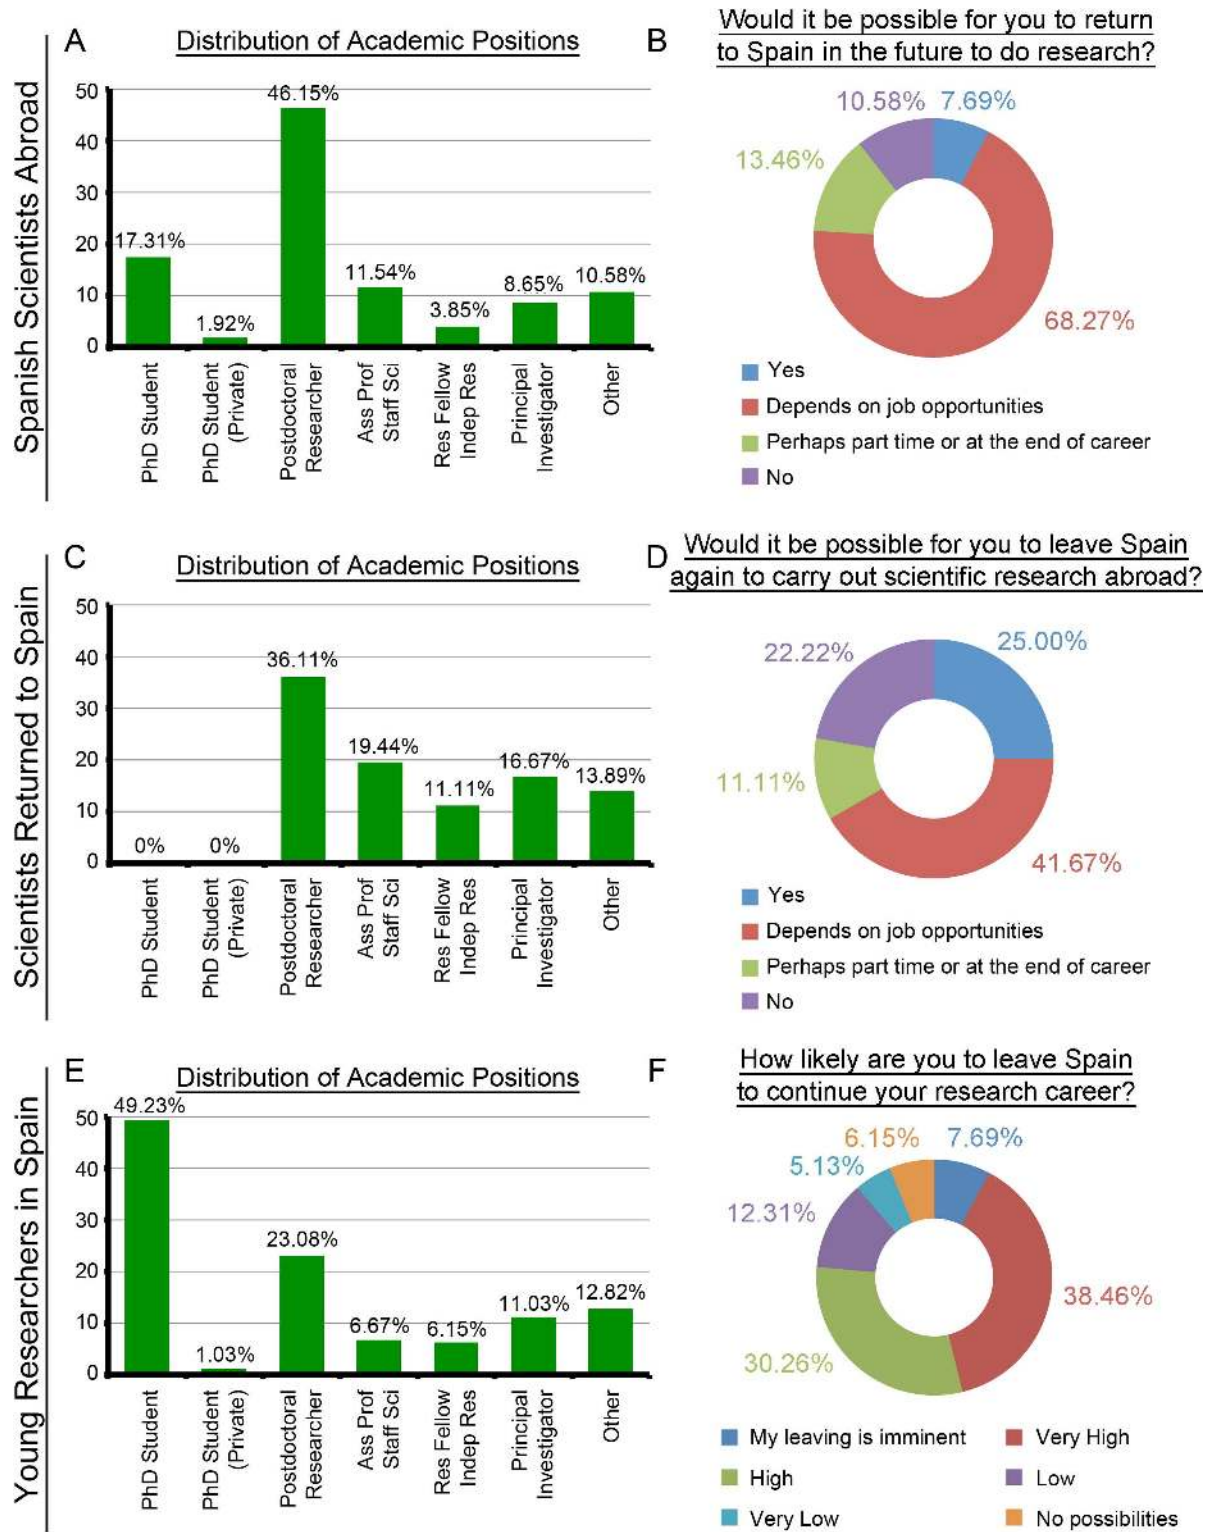 Spanish Scientists Abroad
A
Distribution of Academic Positions
50
40
30
20
10
0
17.31%
1.92%
46.15%
11.54%
3.85%
8.65%
10.58%
PhD Student
PhD Student
(Private)
Postdoctoral
Researcher
Ass Prof
Staff Sci
Res Fellow
Indep Res
Principal
Investigator
Other
B
Would it be possible for you to return
to Spain in the future to do research?
10.58%
7.69%
13.46%
68.27%
Yes
Depends on job opportunities
Perhaps part time or at the end of career
No
Scientists Returned to Spain
C
Distribution of Academic Positions
50
40
30
20
10
0
0%
0%
36.11%
19.44%
11.11%
16.67%
13.89%
PhD Student
PhD Student
(Private)
Postdoctoral
Researcher
Ass Prof
Staff Sci
Res Fellow
Indep Res
Principal
Investigator
Other
D
Would it be possible for you to leave Spain
again to carry out scientific research abroad?
22.22%
25.00%
11.11%
41.67%
Yes
Depends on job opportunities
Perhaps part time or at the end of career
No
Young Researchers in Spain
E
Distribution of Academic Positions
50
40
30
20
10
0
49.23%
1.03%
23.08%
6.67%
6.15%
11.03%
12.82%
PhD Student
PhD Student
(Private)
Postdoctoral
Researcher
Ass Prof
Staff Sci
Res Fellow
Indep Res
Principal
Investigator
Other
F
How likely are you to leave Spain
to continue your research career?
6.15%
7.69%
5.13%
12.31%
38.46%
30.26%
My leaving is imminent
Very High
High
Low
Very Low
No possibilities